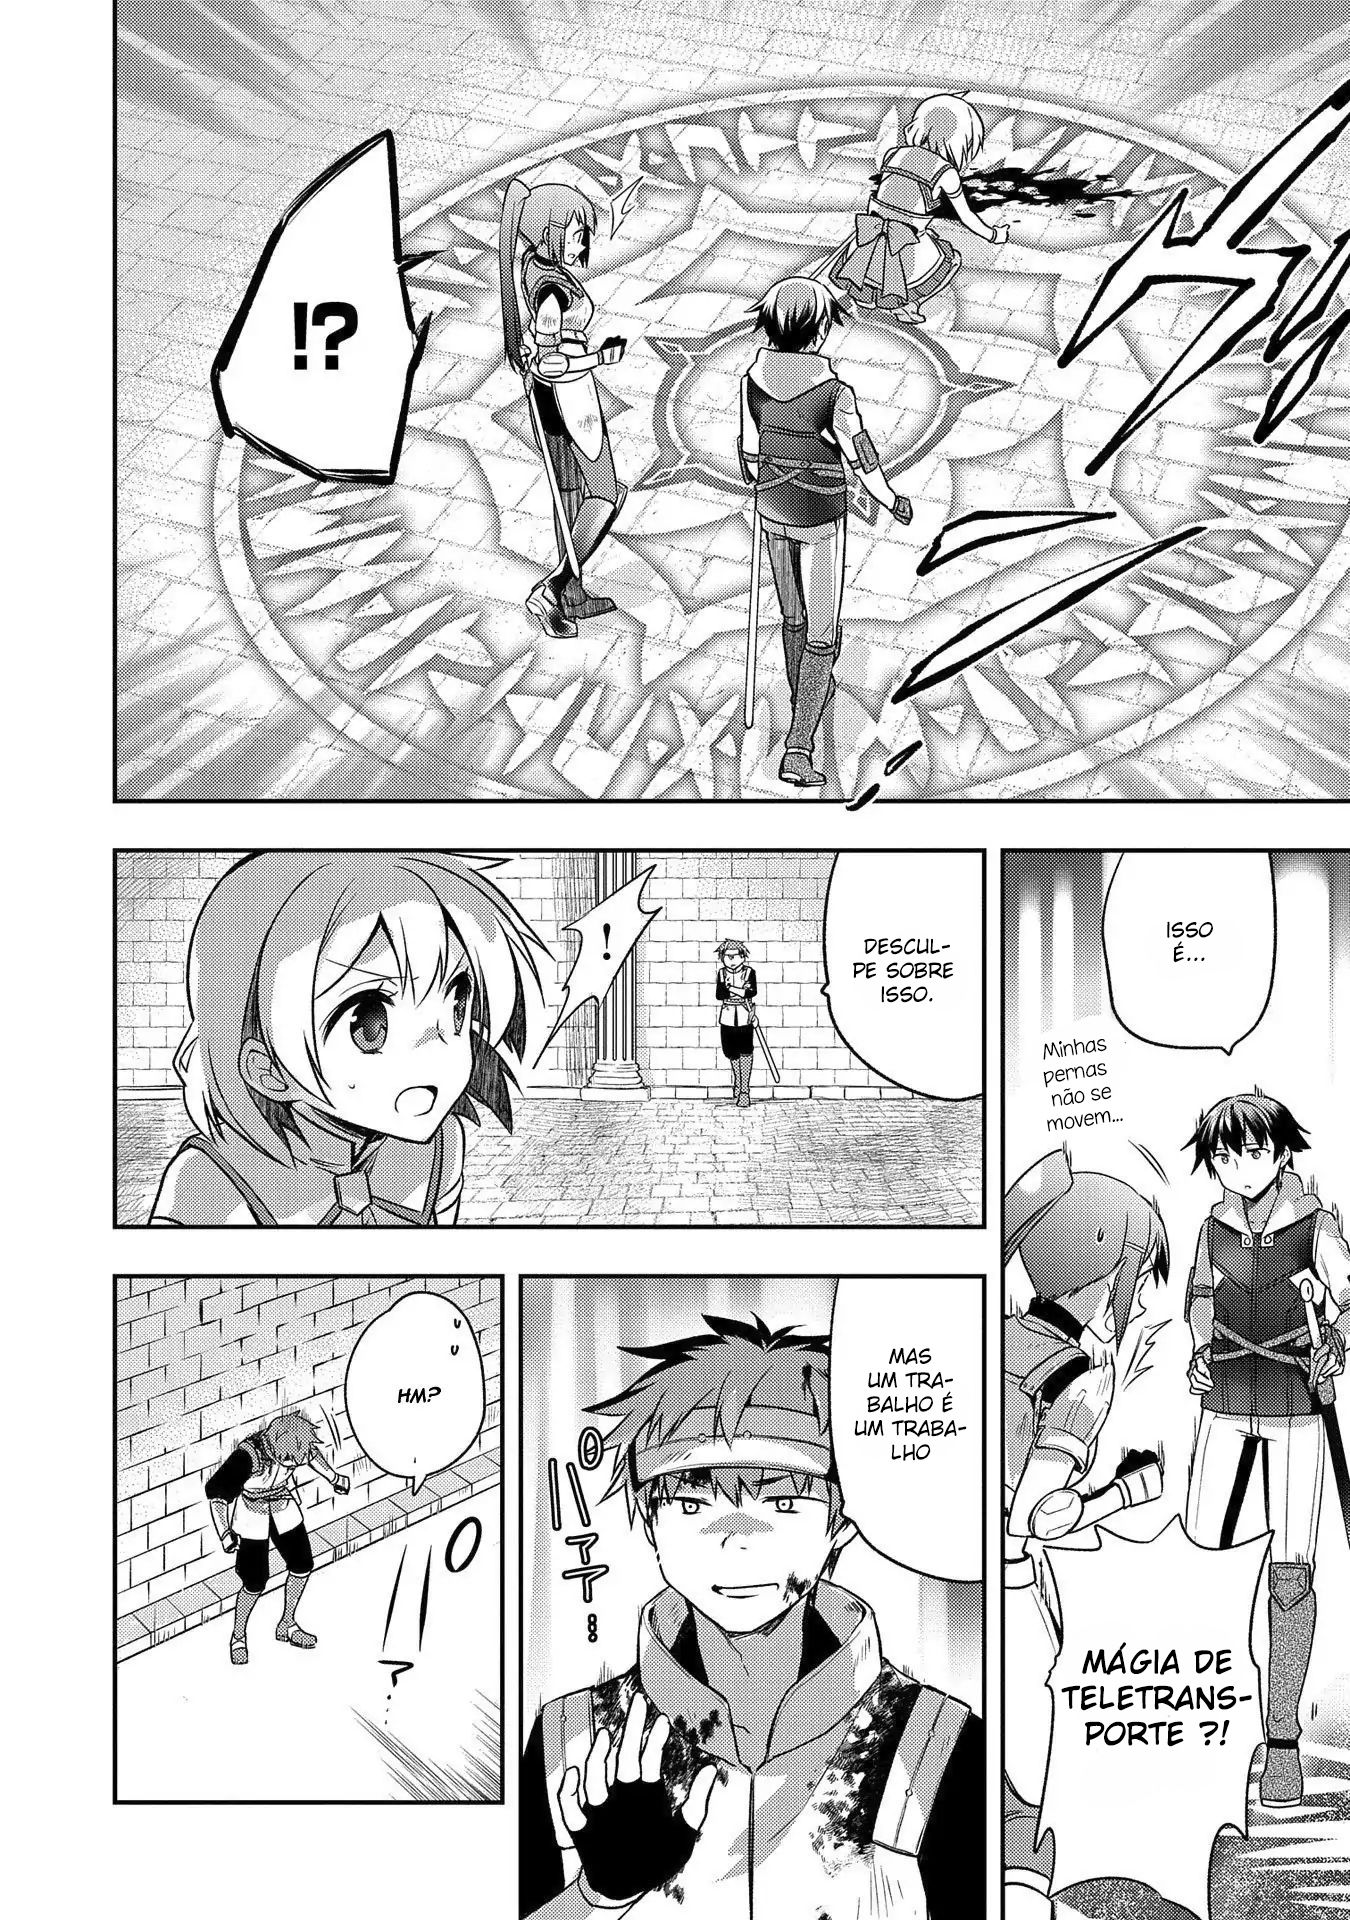 !?
ISSO
É...
Minhas
pernas
não se
movem...
MÁGIA DE
TELETRANS-
PORTE ?!
DESCUL-
PE SOBRE
ISSO.
!
MAS
UM TRA-
BALHO É
UM TRABA-
LHO
HM?